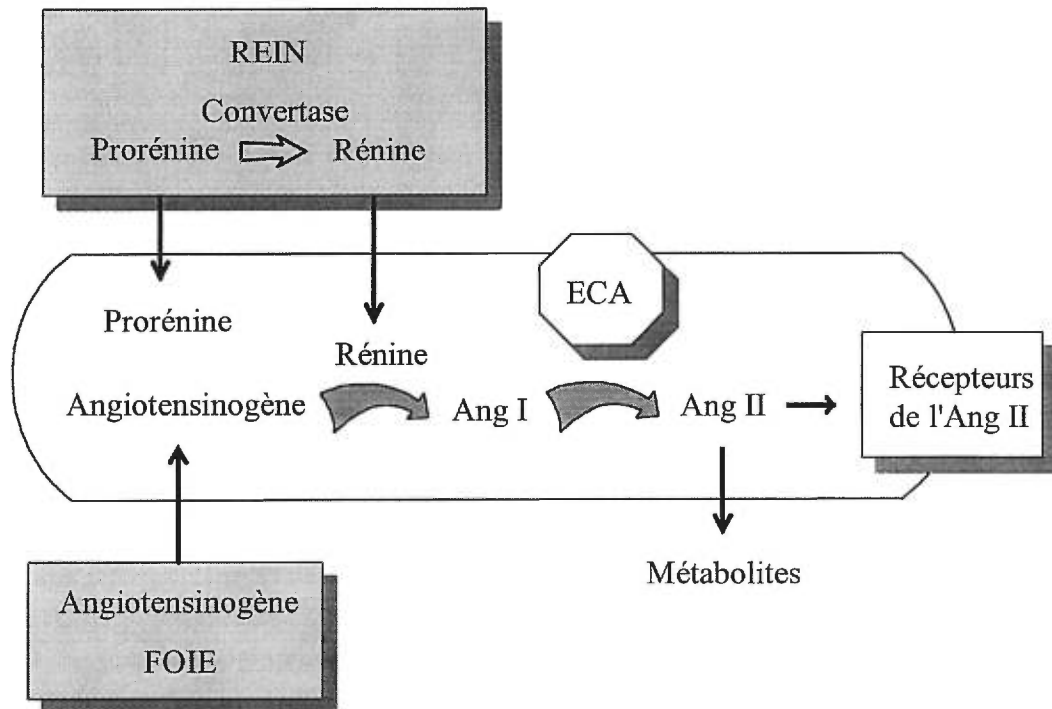 REIN
Convertase
Prorénine Rénine
ECA
Prorénine
Rénine
Angiotensinogène Ang I Ang II
Récepteurs
de l'Ang II
Métabolites
Angiotensinogène
FOIE